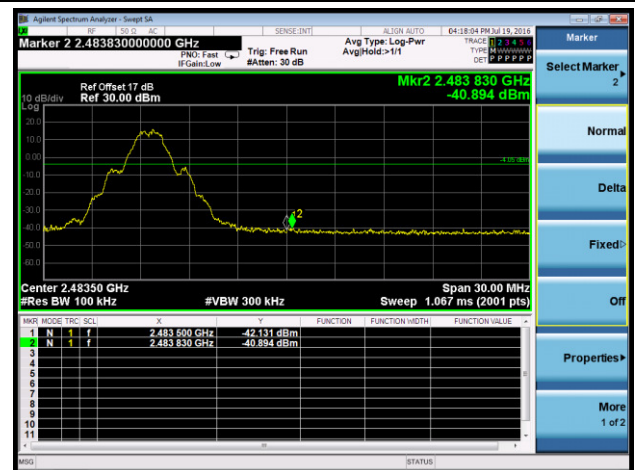 Agilent Spectrum Analyzer - Swept SA
RF 50 Ω AC SENSE:INT ALIGN AUTO 04:18:04 PM Jul 19, 2016
Marker 2 2.483830000000 GHz
PNO: Fast
IFGain:Low
Trig: Free Run
#Atten: 30 dB
Avg Type: Log-Pwr
Avg|Hold:>1/1
TRACE 1 2 3 4 5 6
TYPE M W W W W W
DET P P P P P P
Ref Offset 17 dB
Ref 30.00 dBm
10 dB/div
Log
Mkr2 2.483 830 GHz
-40.894 dBm
20.0
10.0
0.00
-10.0
-20.0
-30.0
-40.0
-50.0
-60.0
-4.05 dBm
1 2
Center 2.48350 GHz
Span 30.00 MHz
#Res BW 100 kHz
#VBW 300 kHz
Sweep 1.067 ms (2001 pts)
MKR MODE TRC SCL X Y FUNCTION FUNCTION WIDTH FUNCTION VALUE
1 N 1 f 2.483 500 GHz -42.131 dBm
2 N 1 f 2.483 830 GHz -40.894 dBm
3
4
5
6
7
8
9
10
11
MSG
STATUS
Marker
Select Marker
2
Normal
Delta
Fixed
Off
Properties
More
1 of 2